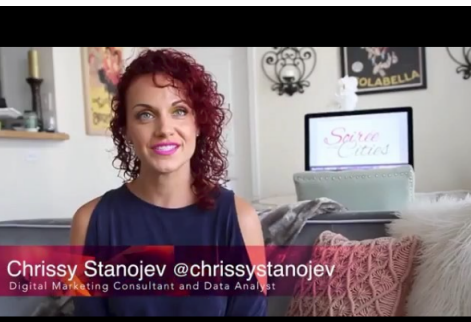 OLABELLA
Soiree
Cities
Chrissy Stanojev @chrissystanojev
Digital Marketing Consultant and Data Analyst